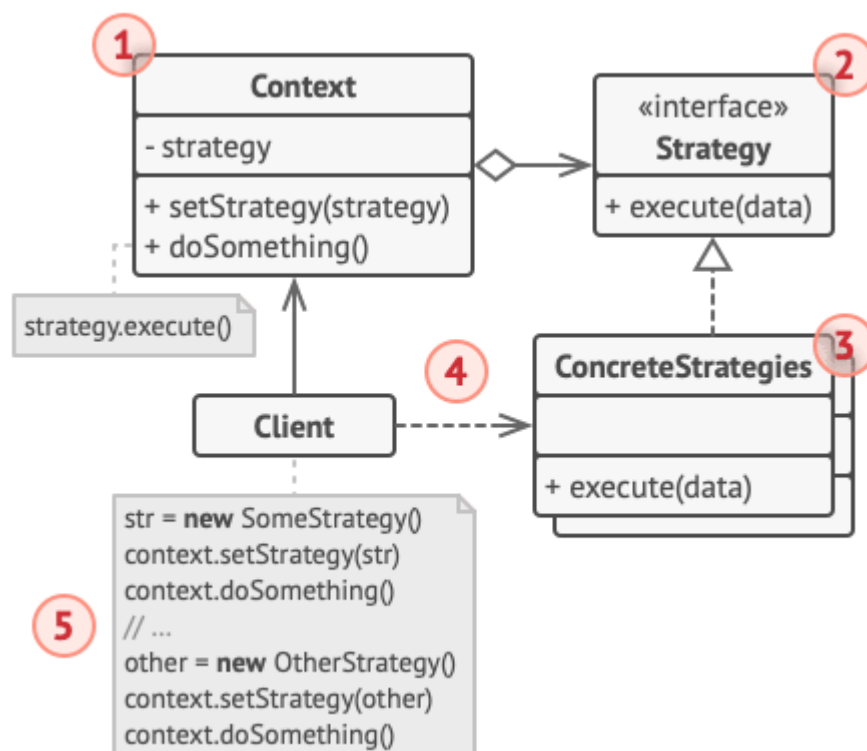 1
Context
- strategy
+ setStrategy(strategy)
+ doSomething()
strategy.execute()
2
«interface»
Strategy
+ execute(data)
3
ConcreteStrategies
+ execute(data)
4
Client
5
str = new SomeStrategy()
context.setStrategy(str)
context.doSomething()
// ...
other = new OtherStrategy()
context.setStrategy(other)
context.doSomething()